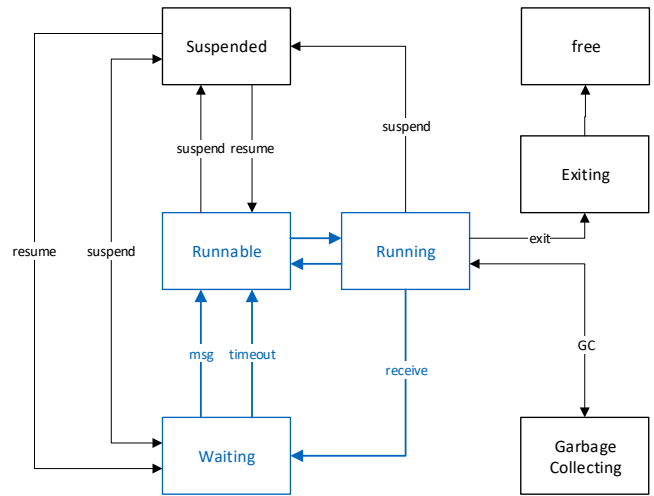 Suspended
free
suspend
suspend resume
Exiting
resume
suspend
Runnable
Running
exit
msg
timeout
receive
GC
Waiting
Garbage
Collecting